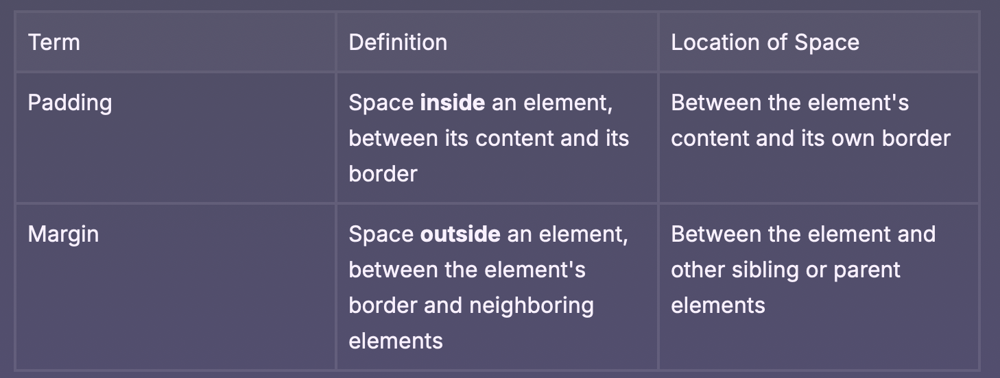 Term
Definition
Location of Space
Padding
Space inside an element,
between its content and its
border
Between the element's
content and its own border
Margin
Space outside an element,
between the element's
border and neighboring
elements
Between the element and
other sibling or parent
elements